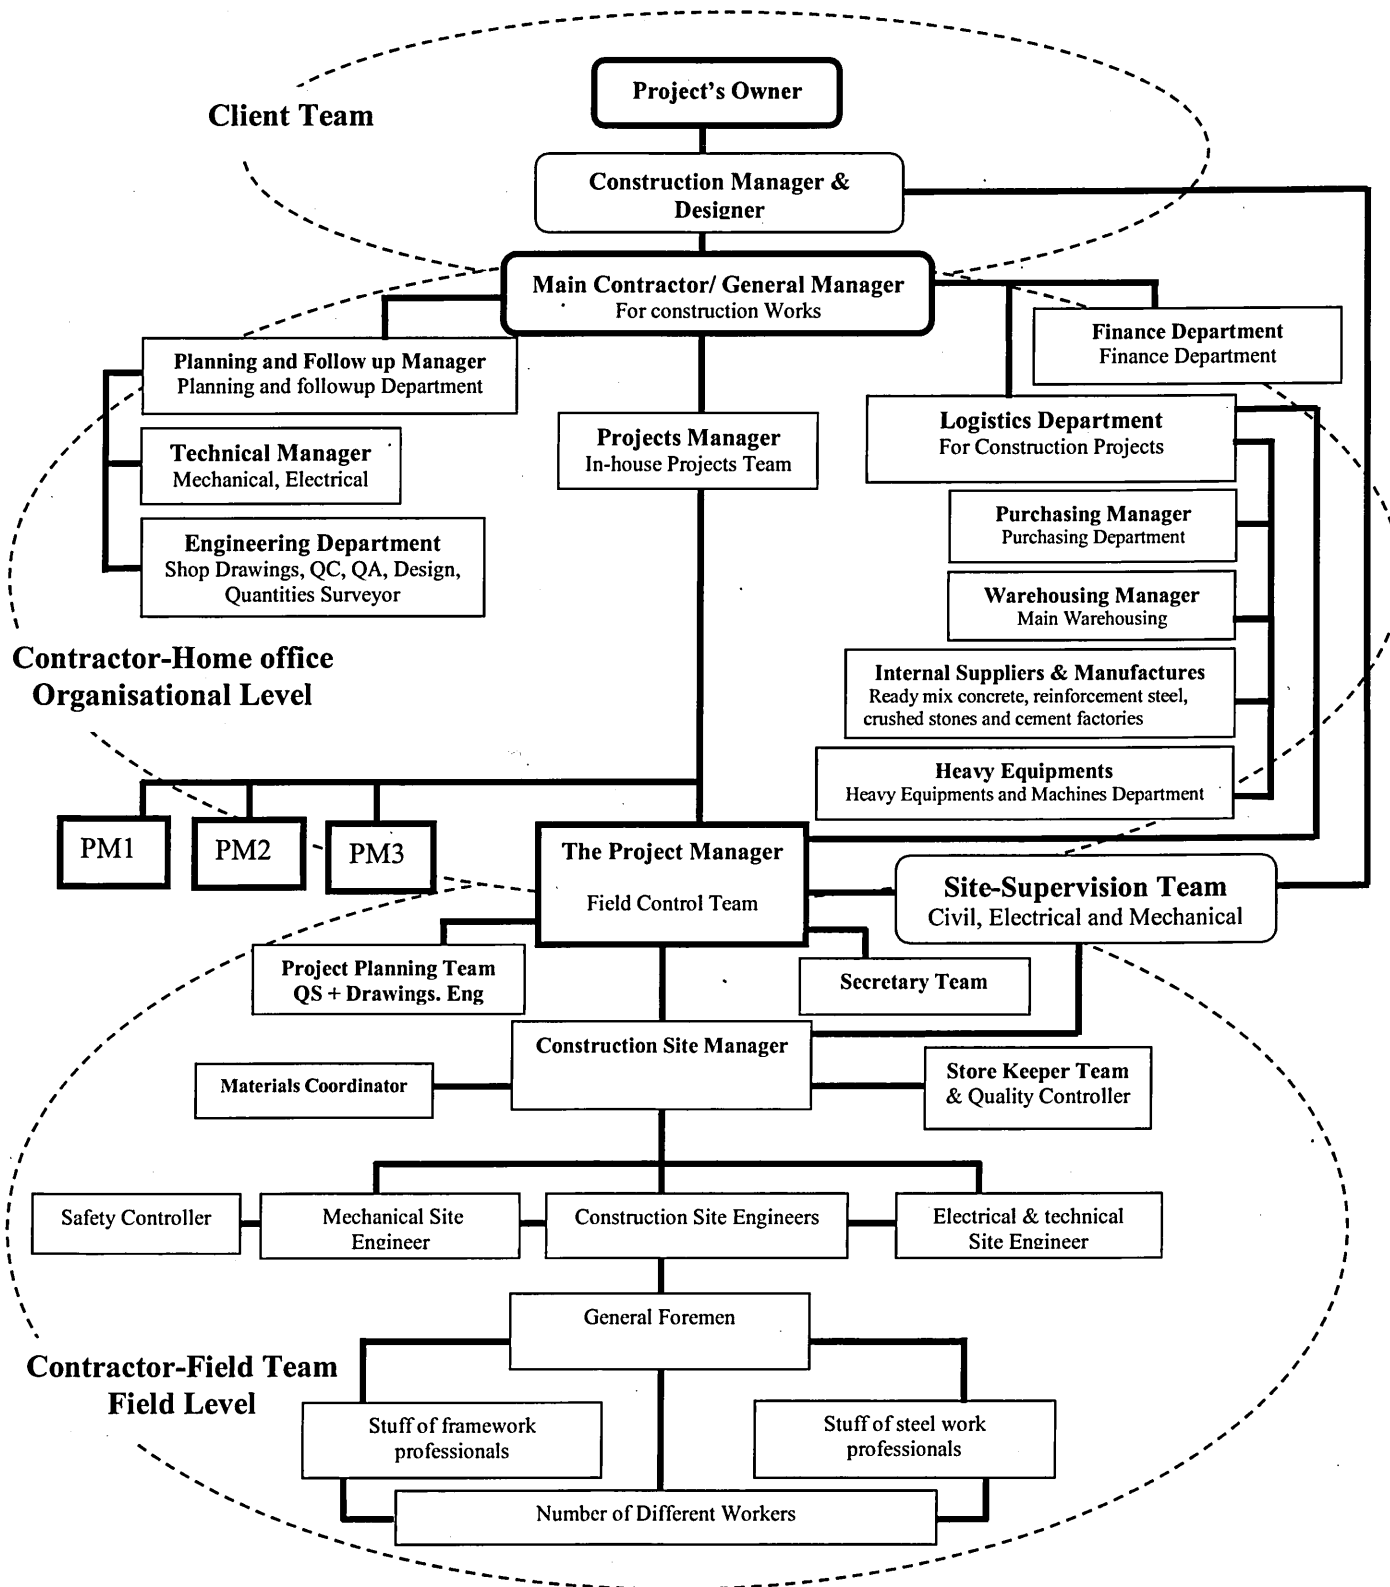 Project's Owner
Client Team
Construction Manager &
Designer
Main Contractor/ General Manager
For construction Works
Finance Department
Finance Department
Planning and Follow up Manager
Planning and followup Department
Logistics Department
For Construction Projects
Projects Manager
In-house Projects Team
Technical Manager
Mechanical, Electrical
Purchasing Manager
Purchasing Department
Engineering Department
Shop Drawings, QC, QA, Design,
Quantities Surveyor
Warehousing Manager
Main Warehousing
Contractor-Home office
Organisational Level
Internal Suppliers & Manufactures
Ready mix concrete, reinforcement steel,
crushed stones and cement factories
Heavy Equipments
Heavy Equipments and Machines Department
PM1
PM2
PM3
The Project Manager
Field Control Team
Site-Supervision Team
Civil, Electrical and Mechanical
Project Planning Team
QS + Drawings. Eng
Secretary Team
Construction Site Manager
Materials Coordinator
Store Keeper Team
& Quality Controller
Safety Controller
Mechanical Site
Engineer
Construction Site Engineers
Electrical & technical
Site Engineer
General Foremen
Contractor-Field Team
Field Level
Stuff of framework
professionals
Stuff of steel work
professionals
Number of Different Workers